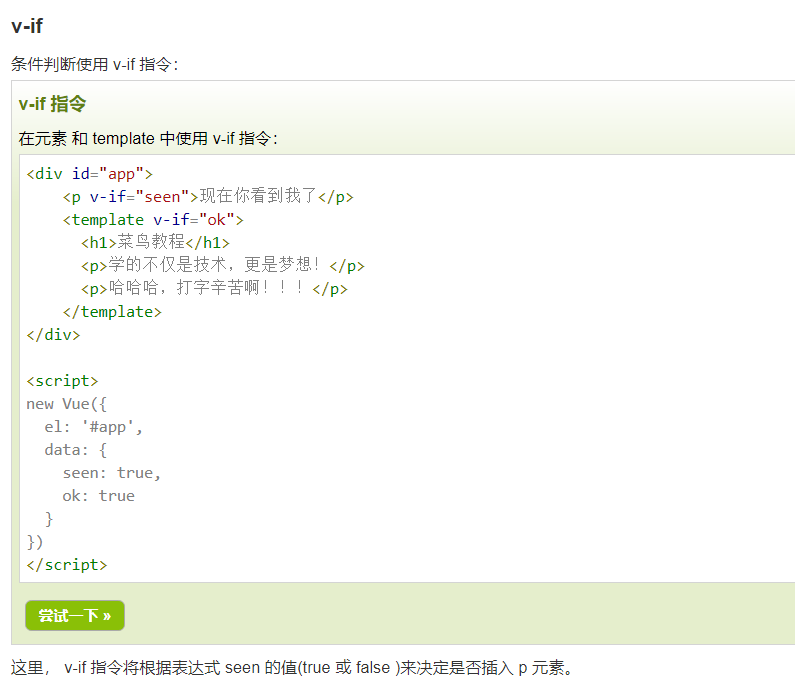 v-if
条件判断使用 v-if 指令：
v-if 指令
在元素 和 template 中使用 v-if 指令：
<div id="app">
    <p v-if="seen">现在你看到我了</p>
    <template v-if="ok">
      <h1>菜鸟教程</h1>
      <p>学的不仅是技术，更是梦想！</p>
      <p>哈哈哈，打字辛苦啊！！！</p>
    </template>
</div>

<script>
new Vue({
  el: '#app',
  data: {
    seen: true,
    ok: true
  }
})
</script>
尝试一下 »
这里， v-if 指令将根据表达式 seen 的值(true 或 false )来决定是否插入 p 元素。